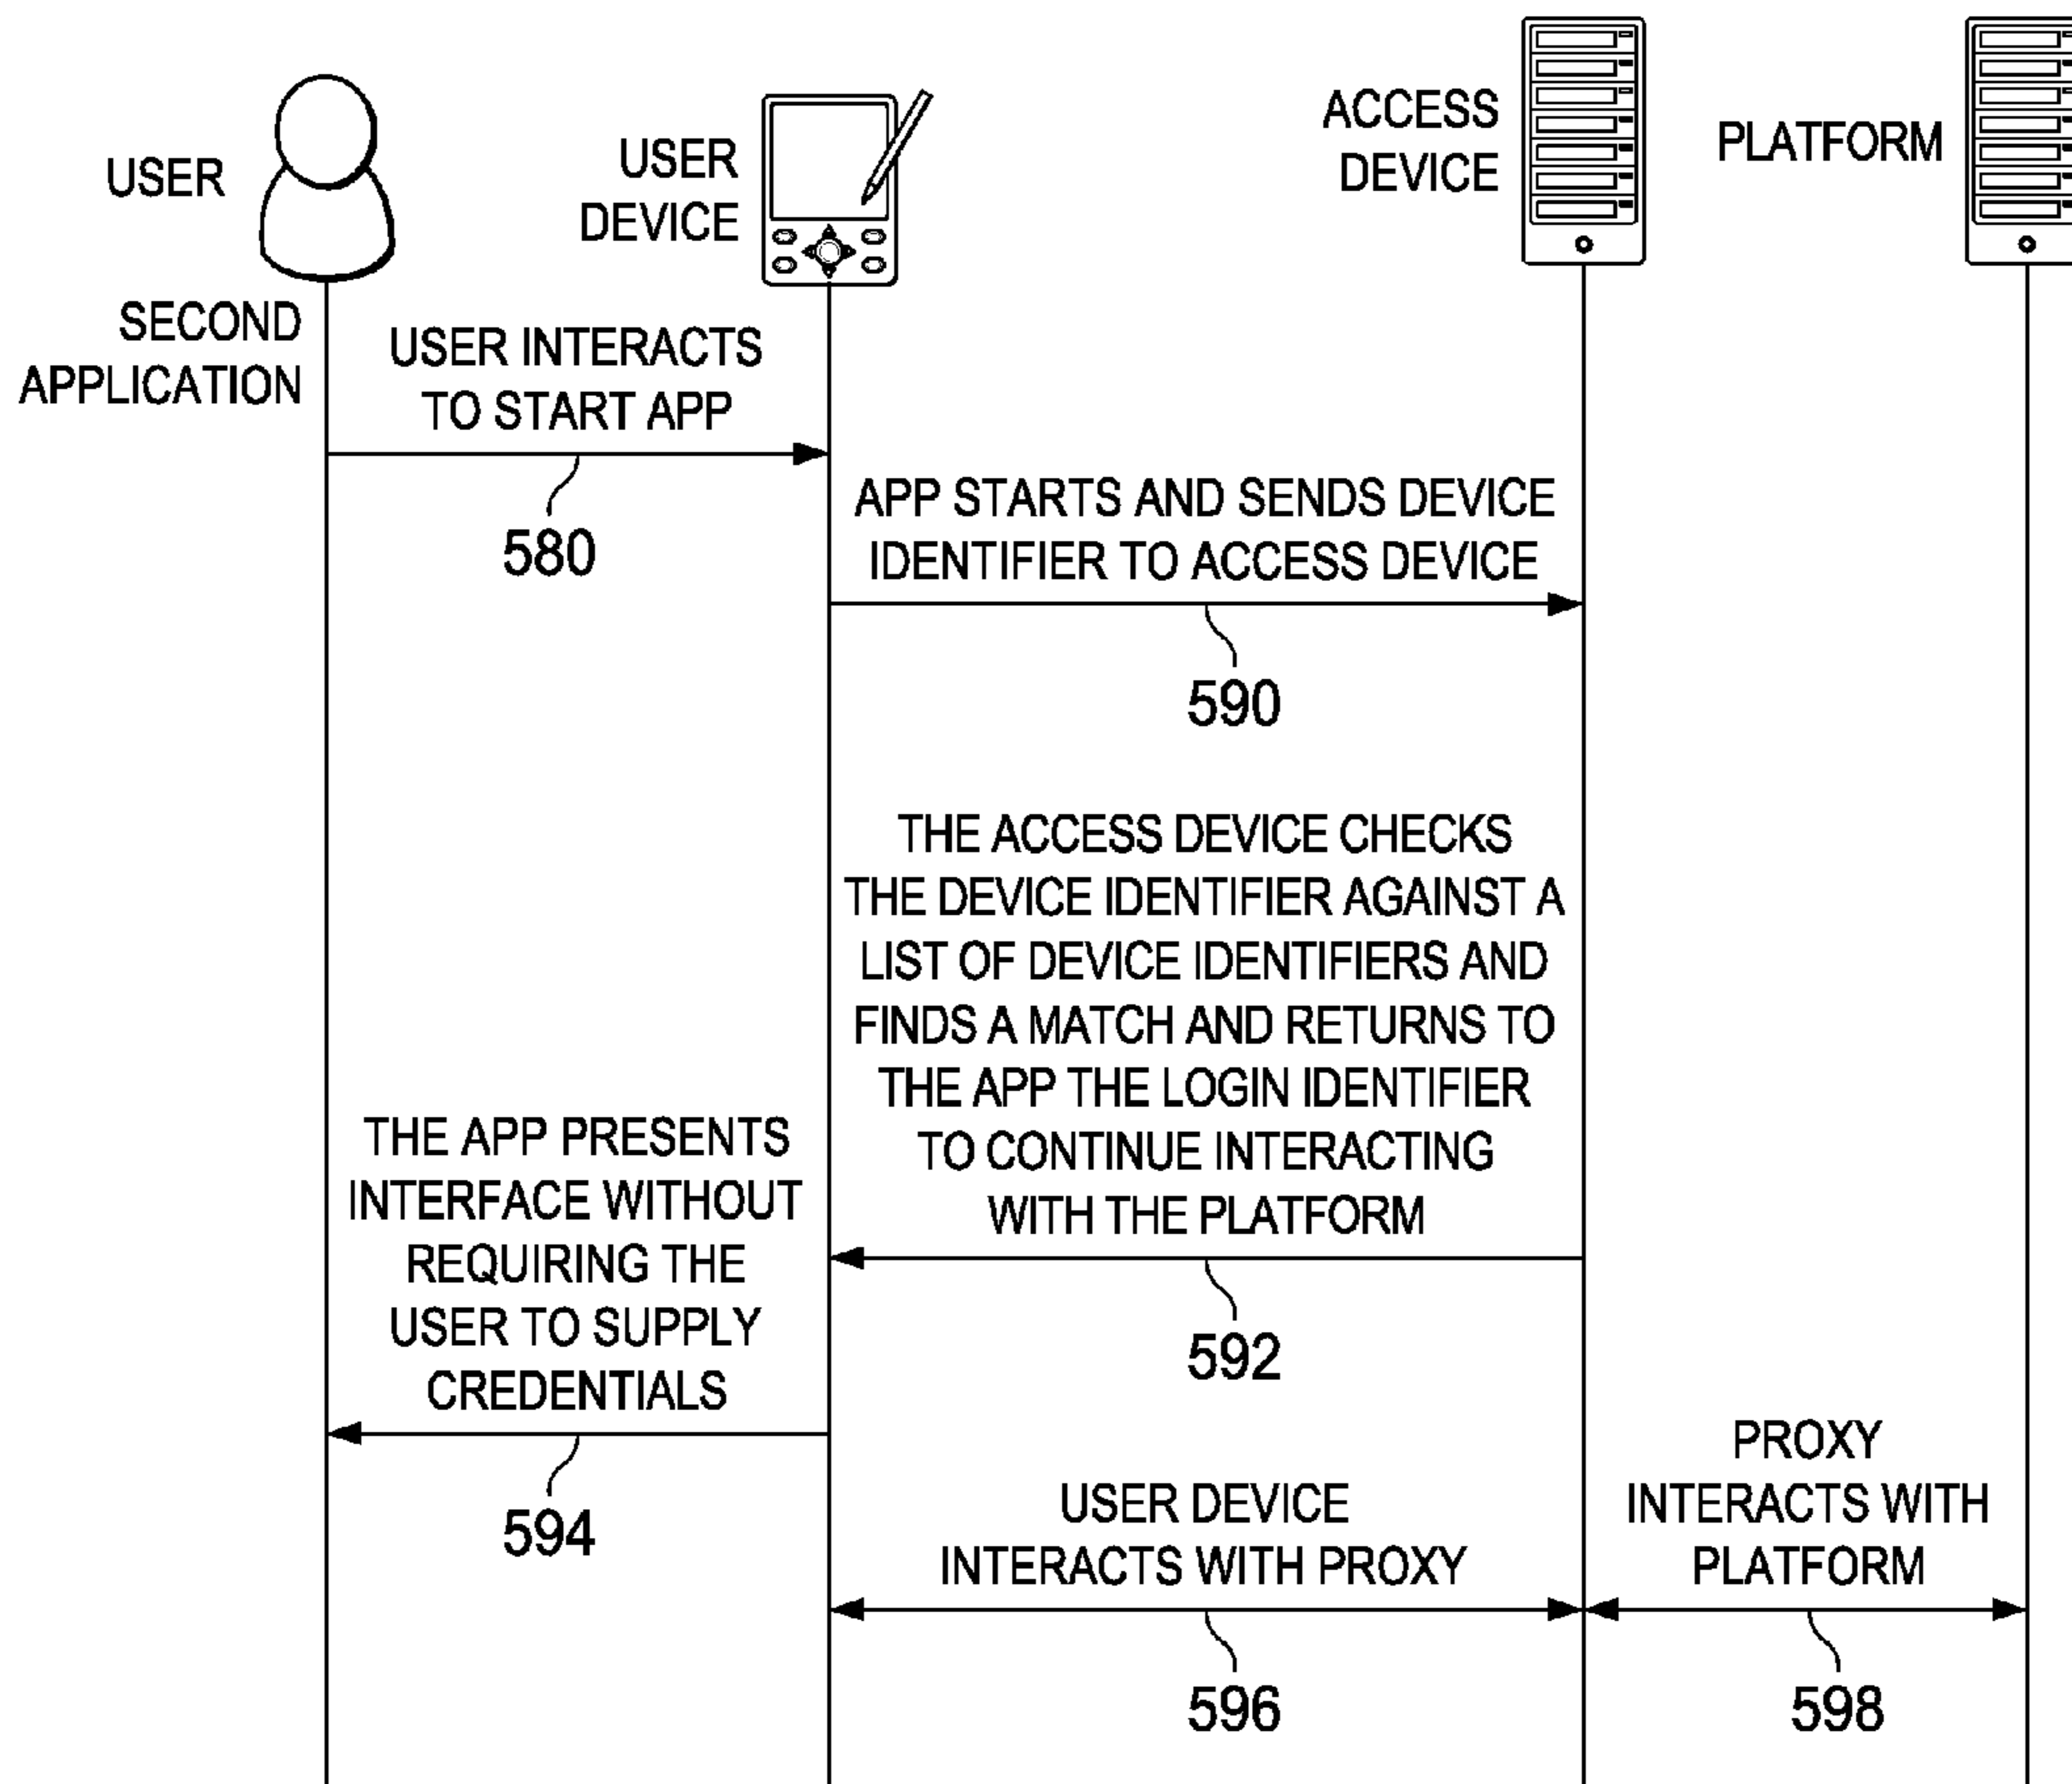 USER
USER
DEVICE
ACCESS
DEVICE
PLATFORM
SECOND
APPLICATION
USER INTERACTS
TO START APP
580
APP STARTS AND SENDS DEVICE
IDENTIFIER TO ACCESS DEVICE
590
THE ACCESS DEVICE CHECKS
THE DEVICE IDENTIFIER AGAINST A
LIST OF DEVICE IDENTIFIERS AND
FINDS A MATCH AND RETURNS TO
THE APP THE LOGIN IDENTIFIER
TO CONTINUE INTERACTING
WITH THE PLATFORM
592
THE APP PRESENTS
INTERFACE WITHOUT
REQUIRING THE
USER TO SUPPLY
CREDENTIALS
594
USER DEVICE
INTERACTS WITH PROXY
596
PROXY
INTERACTS WITH
PLATFORM
598